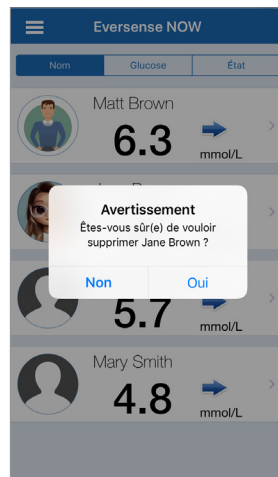 Eversense NOW
Nom Glucose État
Matt Brown
6.3
mmol/L
Avertissement
Êtes-vous sûr(e) de vouloir
supprimer Jane Brown ?
Non Oui
5.7
mmol/L
Mary Smith
4.8
mmol/L